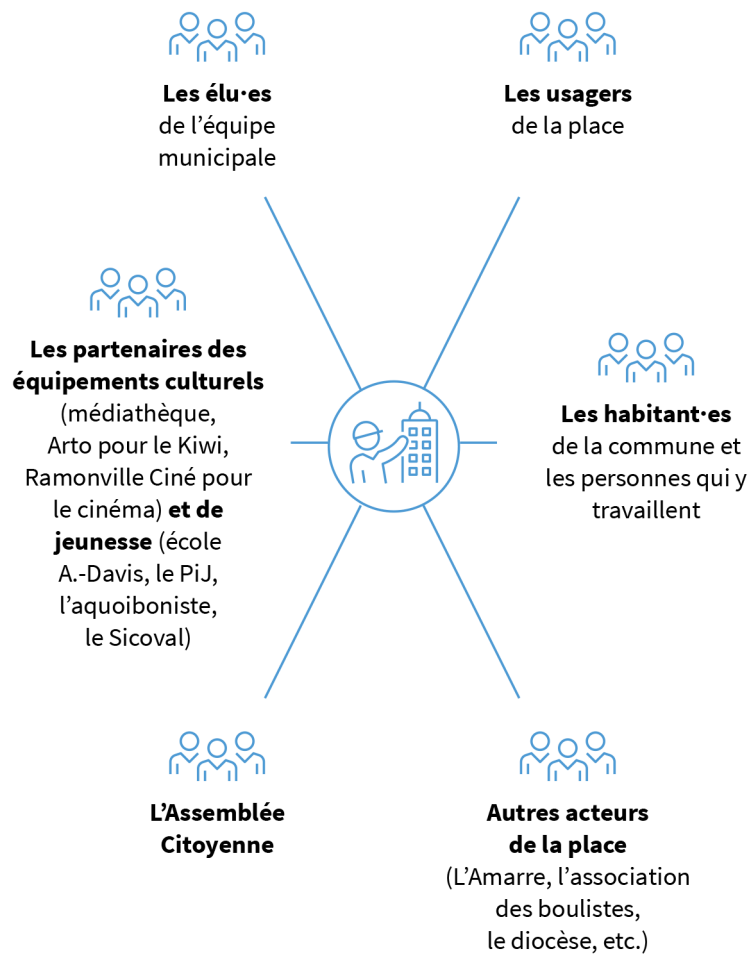 Les élu·es
de l’équipe
municipale
Les usagers
de la place
Les partenaires des
équipements culturels
(médiathèque,
Arto pour le Kiwi,
Ramonville Ciné pour
le cinéma) et de
jeunesse (école
A.-Davis, le PiJ,
l’aquoiboniste,
le Sicoval)
Les habitant·es
de la commune et
les personnes qui y
travaillent
L’Assemblée
Citoyenne
Autres acteurs
de la place
(L’Amarre, l’association
des boulistes,
le diocèse, etc.)